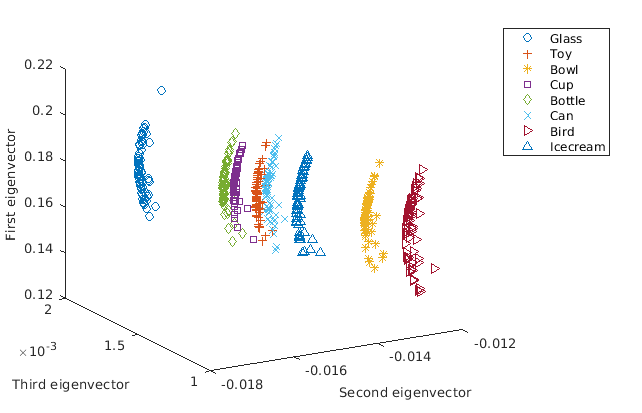 Glass
Toy
Bowl
Cup
Bottle
Can
Bird
Icecream
0.22
0.2
0.18
0.16
0.14
0.12
First eigenvector
2
1.5
1
×10^-3
Third eigenvector
-0.018
-0.016
-0.014
-0.012
Second eigenvector